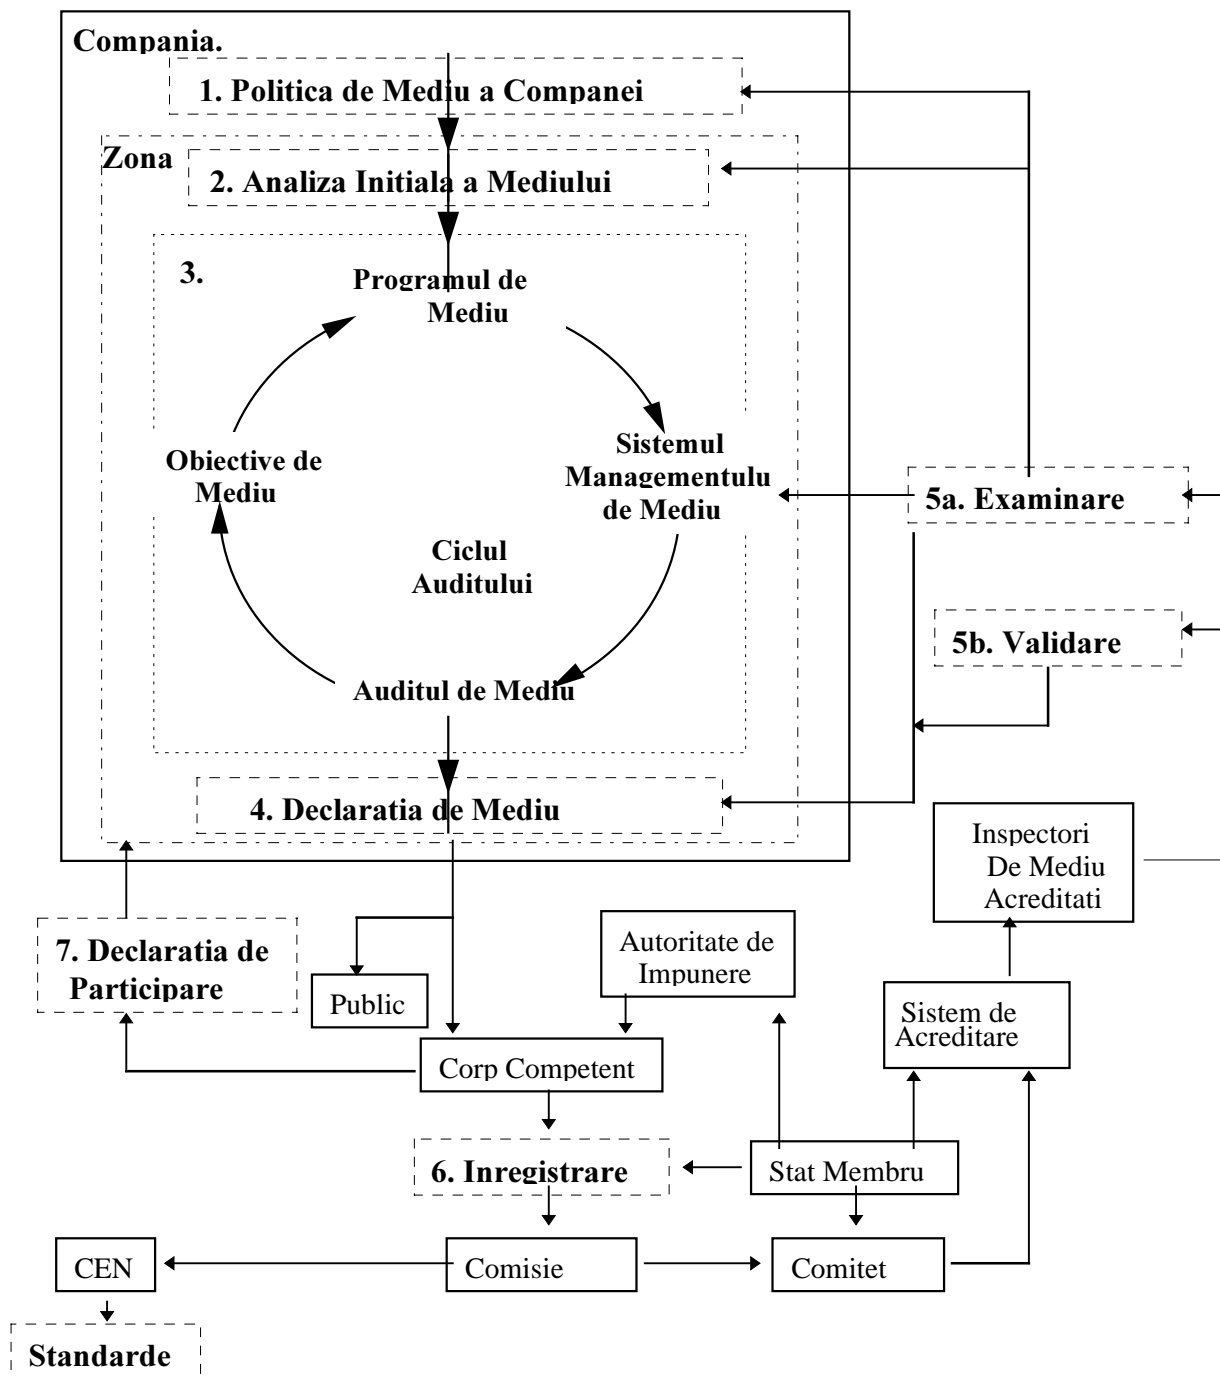 Compania.
1. Politica de Mediu a Companei
Zona
2. Analiza Initiala a Mediului
3.
Programul de
Mediu
Obiective de
Mediu
Sistemul
Managementulu
de Mediu
Ciclul
Auditului
Auditul de Mediu
4. Declaratia de Mediu
5a. Examinare
5b. Validare
Inspectori
De Mediu
Acreditati
7. Declaratia de
Participare
Public
Autoritate de
Impunere
Sistem de
Acreditare
Corp Competent
6. Inregistrare
Stat Membru
CEN
Comisie
Comitet
Standarde